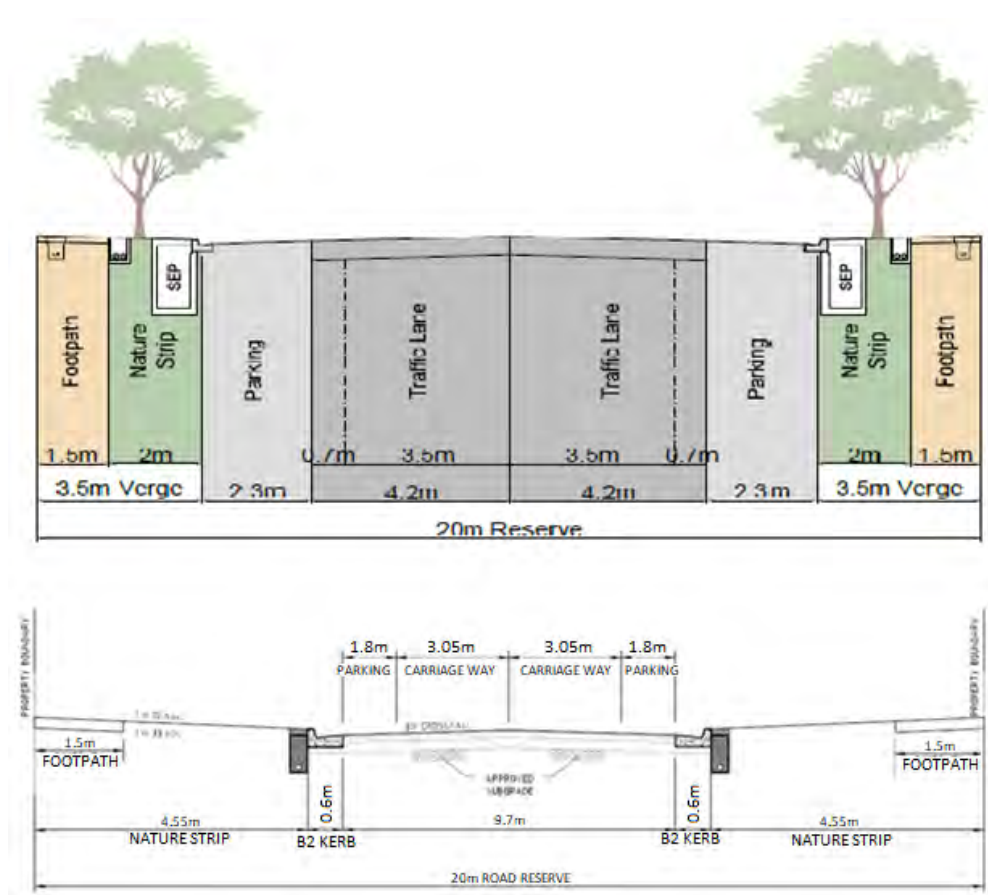 SEP
SEP
Footpath
Nature
Strip
Parking
Traffic Lane
Traffic Lane
Parking
Nature
Strip
Footpath
1.5m 2m 0.7m 3.5m 3.5m 0.7m 2m 1.5m
3.5m Verge 2.3m 4.2m 4.2m 2.3m 3.5m Verge
20m Reserve
PROPERTY BOUNDARY
PROPERTY BOUNDARY
1.8m 3.05m 3.05m 1.8m
PARKING CARRIAGE WAY CARRIAGE WAY PARKING
1.5m
FOOTPATH
1.5m
FOOTPATH
APPROVED
SUBGRADE
0.6m
0.6m
4.55m 9.7m 4.55m
NATURE STRIP B2 KERB B2 KERB NATURE STRIP
20m ROAD RESERVE